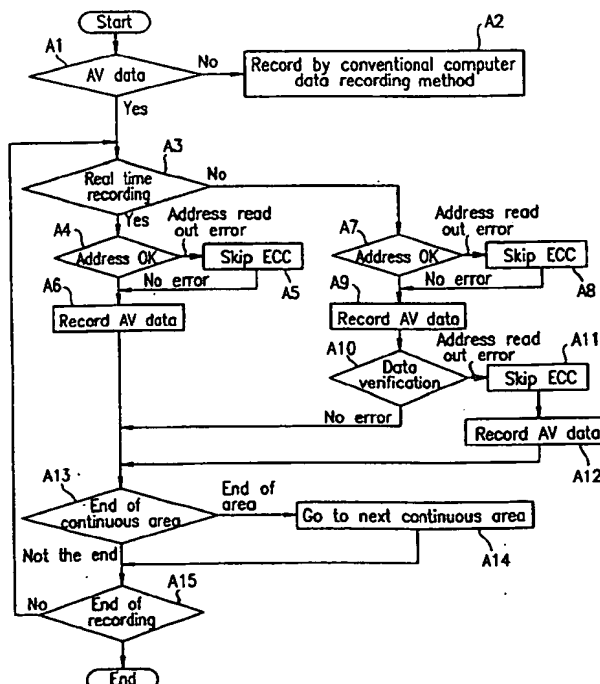 Start
A1
A2
AV data
No
Record by conventional computer
data recording method
Yes
A3
Real time
recording
No
Yes
A4
Address read
out error
Address OK
Skip ECC
No error
A5
A6
Record AV data
A7
Address read
out error
Address OK
Skip ECC
No error
A8
A9
Record AV data
A10
Address read
out error
A11
Data
verification
Skip ECC
No error
Record AV data
A12
A13
End of
continuous area
End of
area
Go to next continuous area
A14
Not the end
A15
No
End of
recording
End